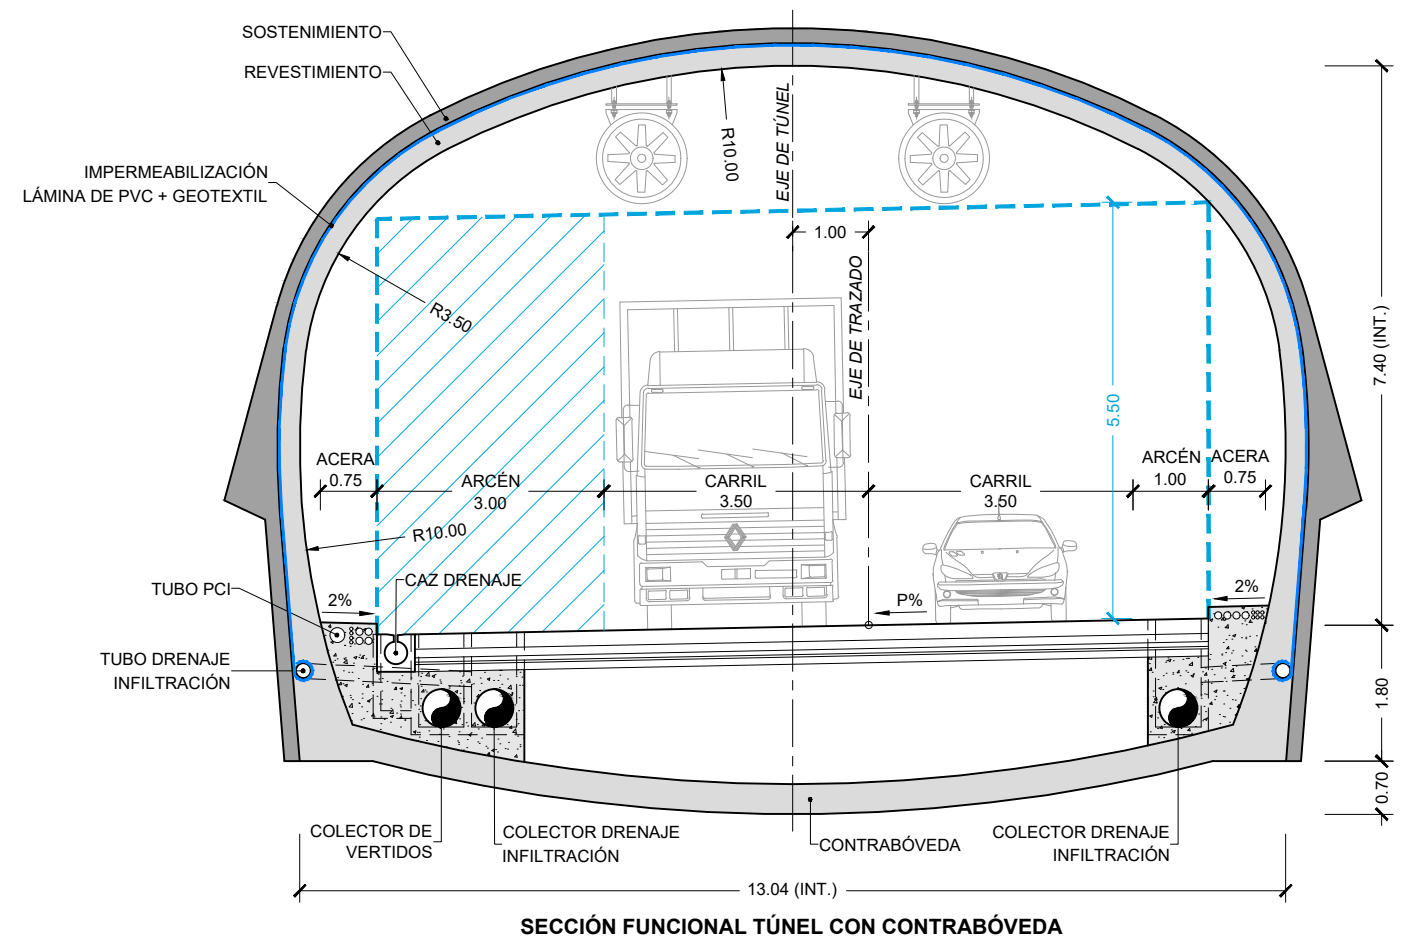 SOSTENIMIENTO
REVESTIMIENTO
IMPERMEABILIZACIÓN
LÁMINA DE PVC + GEOTEXTIL
R10.00
EJE DE TÚNEL
1.00
EJE DE TRAZADO
R3.50
5.50
7.40 (INT.)
ACERA
0.75
ARCÉN
3.00
CARRIL
3.50
CARRIL
3.50
ARCÉN
1.00
ACERA
0.75
R10.00
TUBO PCI
2%
CAZ DRENAJE
P%
2%
TUBO DRENAJE
INFILTRACIÓN
1.80
0.70
COLECTOR DE
VERTIDOS
COLECTOR DRENAJE
INFILTRACIÓN
CONTRABÓVEDA
COLECTOR DRENAJE
INFILTRACIÓN
13.04 (INT.)
SECCIÓN FUNCIONAL TÚNEL CON CONTRABÓVEDA